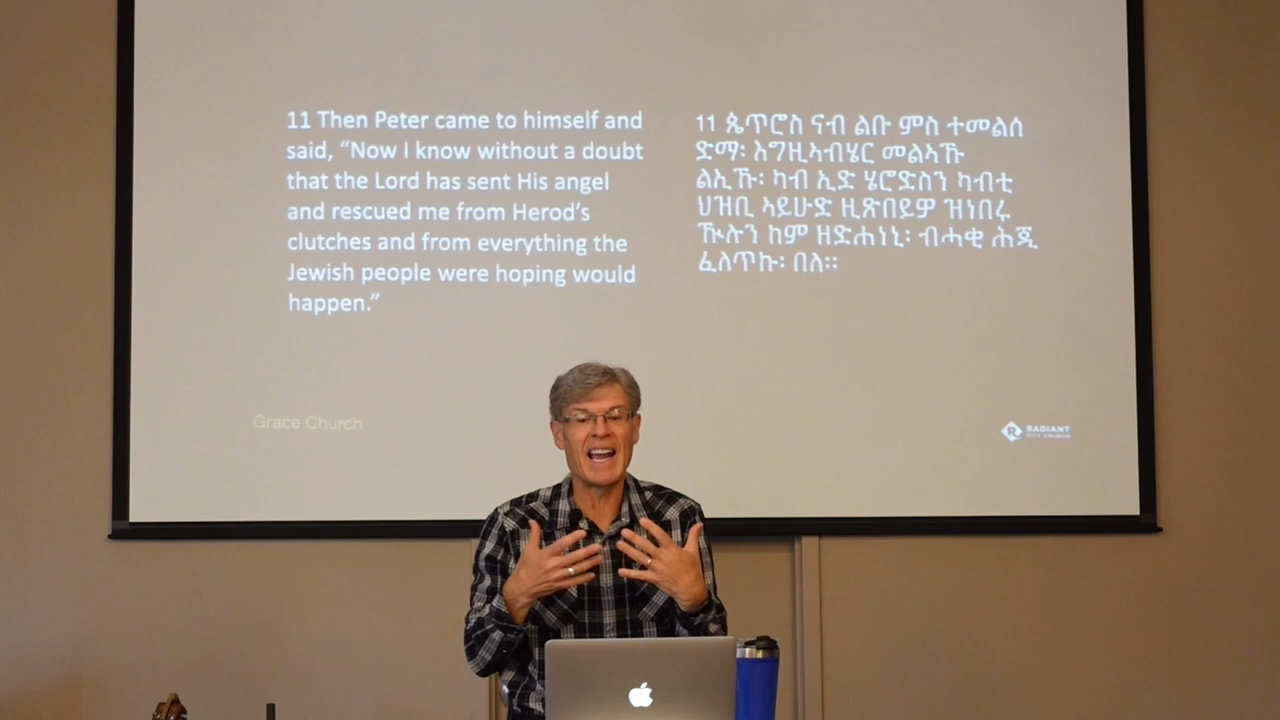 11 Then Peter came to himself and
said, “Now I know without a doubt
that the Lord has sent His angel
and rescued me from Herod’s
clutches and from everything the
Jewish people were hoping would
happen.”
11 ጴጥሮስ ናብ ልቡ ምስ ተመልሰ
ድማ፡ እግዚኣብሄር መልኣኹ
ልኢኹ፡ ካብ ኢድ ሄሮድስን ካብቲ
ህዝቢ ኣይሁድ ዚጽበይዎ ዝነበሩ
ዂሉን ከም ዘድሐነኒ፡ ብሓቂ ሕጂ
ፈለጥኩ፡ በለ።
Grace Church
RADIANT
CITY CHURCH